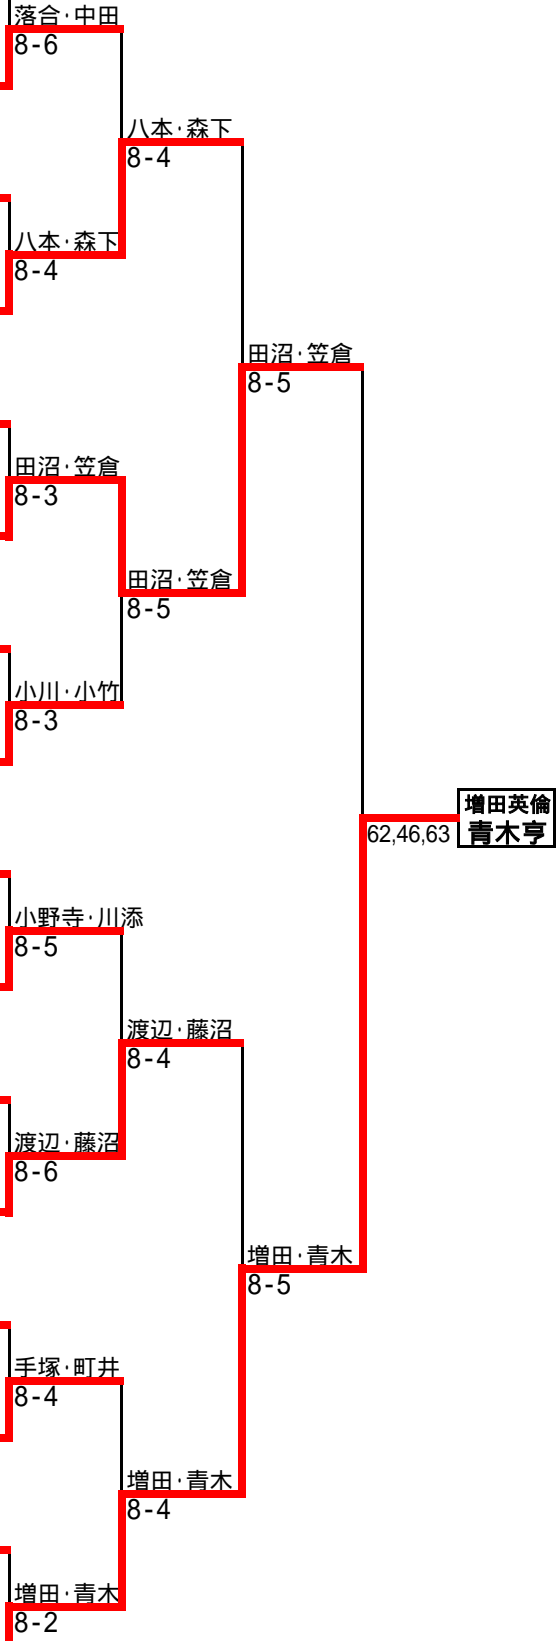 落合・中田
8-6
八本・森下
8-4
八本・森下
8-4
田沼・笠倉
8-5
田沼・笠倉
8-3
田沼・笠倉
8-5
小川・小竹
8-3
増田英倫
青木亨
62,46,63
小野寺・川添
8-5
渡辺・藤沼
8-4
渡辺・藤沼
8-6
増田・青木
8-5
手塚・町井
8-4
増田・青木
8-4
増田・青木
8-2